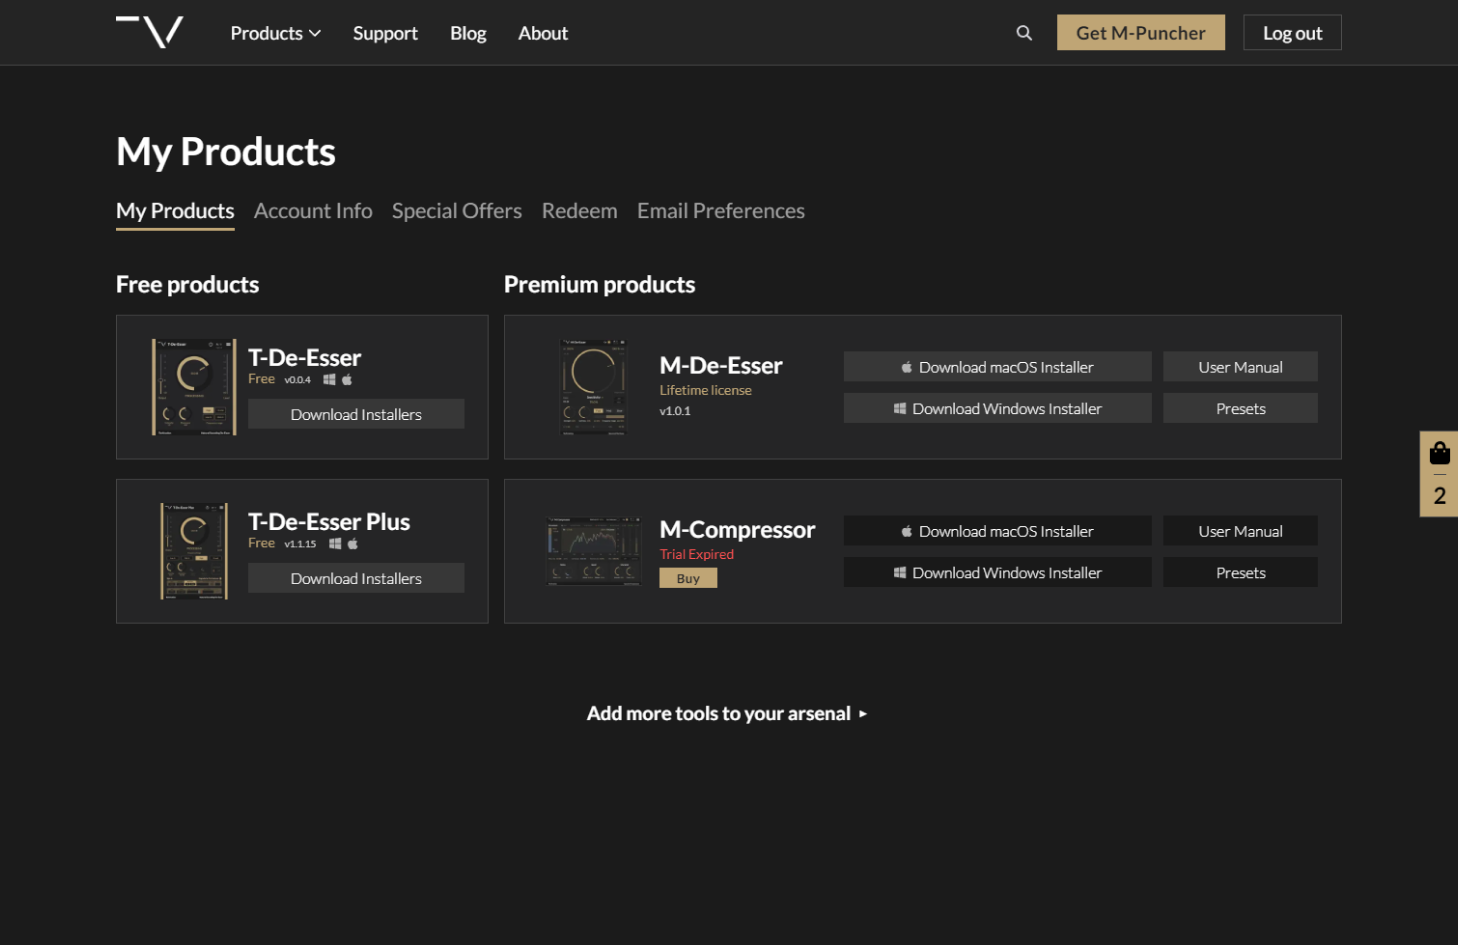 Products
Support
Blog
About
Get M-Puncher
Log out
My Products
My Products
Account Info
Special Offers
Redeem
Email Preferences
Free products
T-De-Esser
Free v0.0.4
Download Installers
T-De-Esser Plus
Free v1.1.15
Download Installers
Premium products
M-De-Esser
Lifetime license
v1.0.1
Download macOS Installer
User Manual
Download Windows Installer
Presets
M-Compressor
Trial Expired
Buy
Download macOS Installer
User Manual
Download Windows Installer
Presets
2
Add more tools to your arsenal